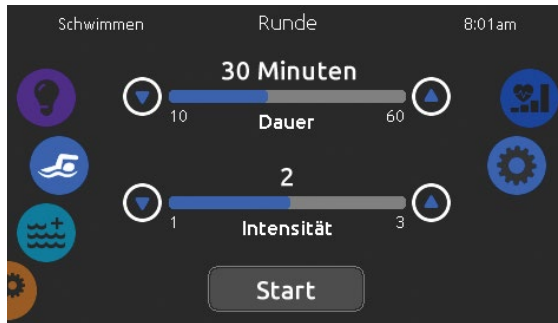 Schwimmen Runde 8:01am
30 Minuten
10 Dauer 60
2
1 Intensität 3
Start